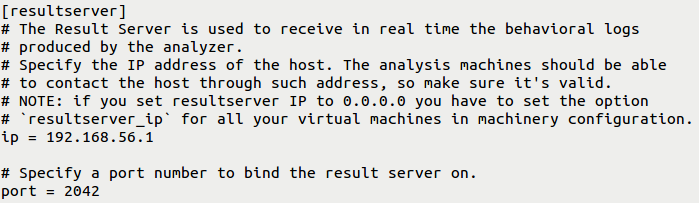 [resultserver]
# The Result Server is used to receive in real time the behavioral logs
# produced by the analyzer.
# Specify the IP address of the host. The analysis machines should be able
# to contact the host through such address, so make sure it's valid.
# NOTE: if you set resultserver IP to 0.0.0.0 you have to set the option
# `resultserver_ip` for all your virtual machines in machinery configuration.
ip = 192.168.56.1
# Specify a port number to bind the result server on.
port = 2042